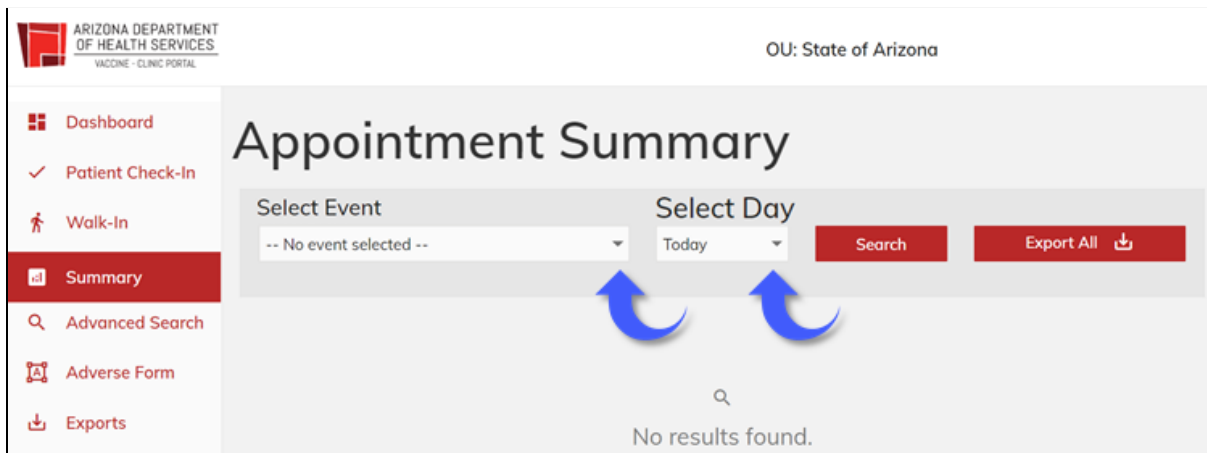 ARIZONA DEPARTMENT
OF HEALTH SERVICES
VACCINE - CLINIC PORTAL
OU: State of Arizona
Dashboard
Patient Check-In
Walk-In
Summary
Advanced Search
Adverse Form
Exports
Appointment Summary
Select Event
Select Day
-- No event selected --
Today
Search
Export All
No results found.